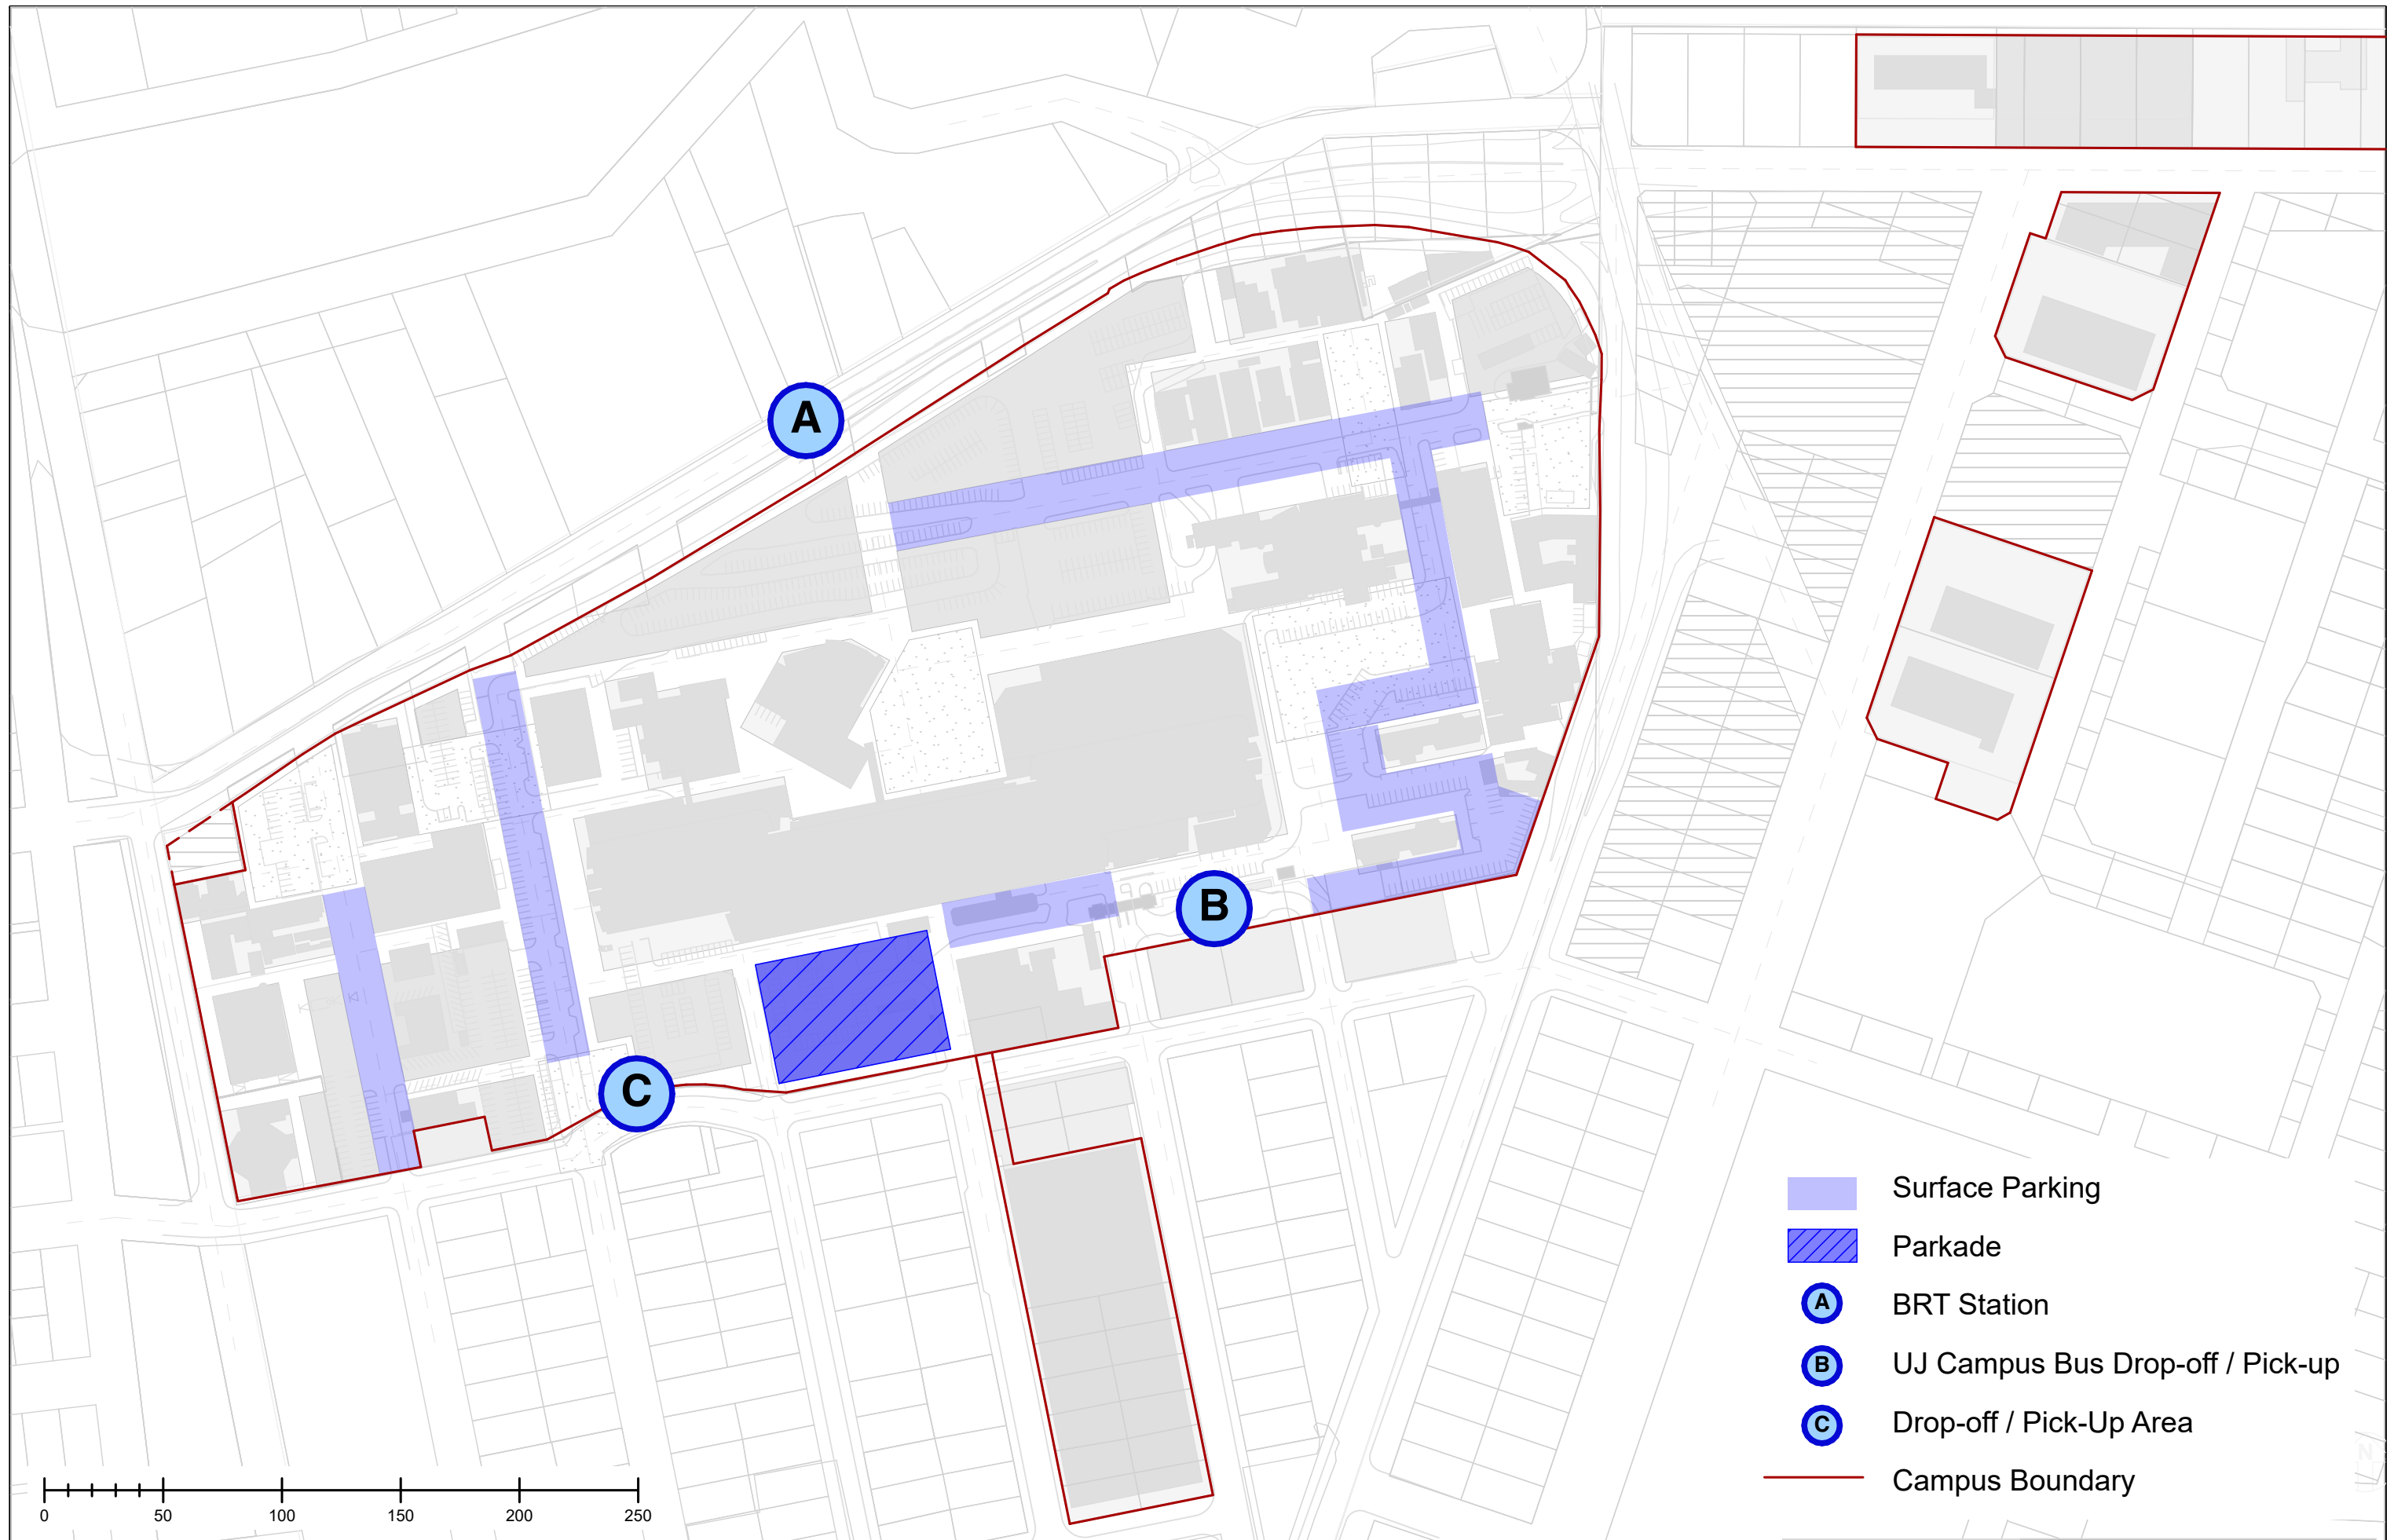 A
B
C
Surface Parking
Parkade
A BRT Station
B UJ Campus Bus Drop-off / Pick-up
C Drop-off / Pick-Up Area
Campus Boundary
N
0 50 100 150 200 250